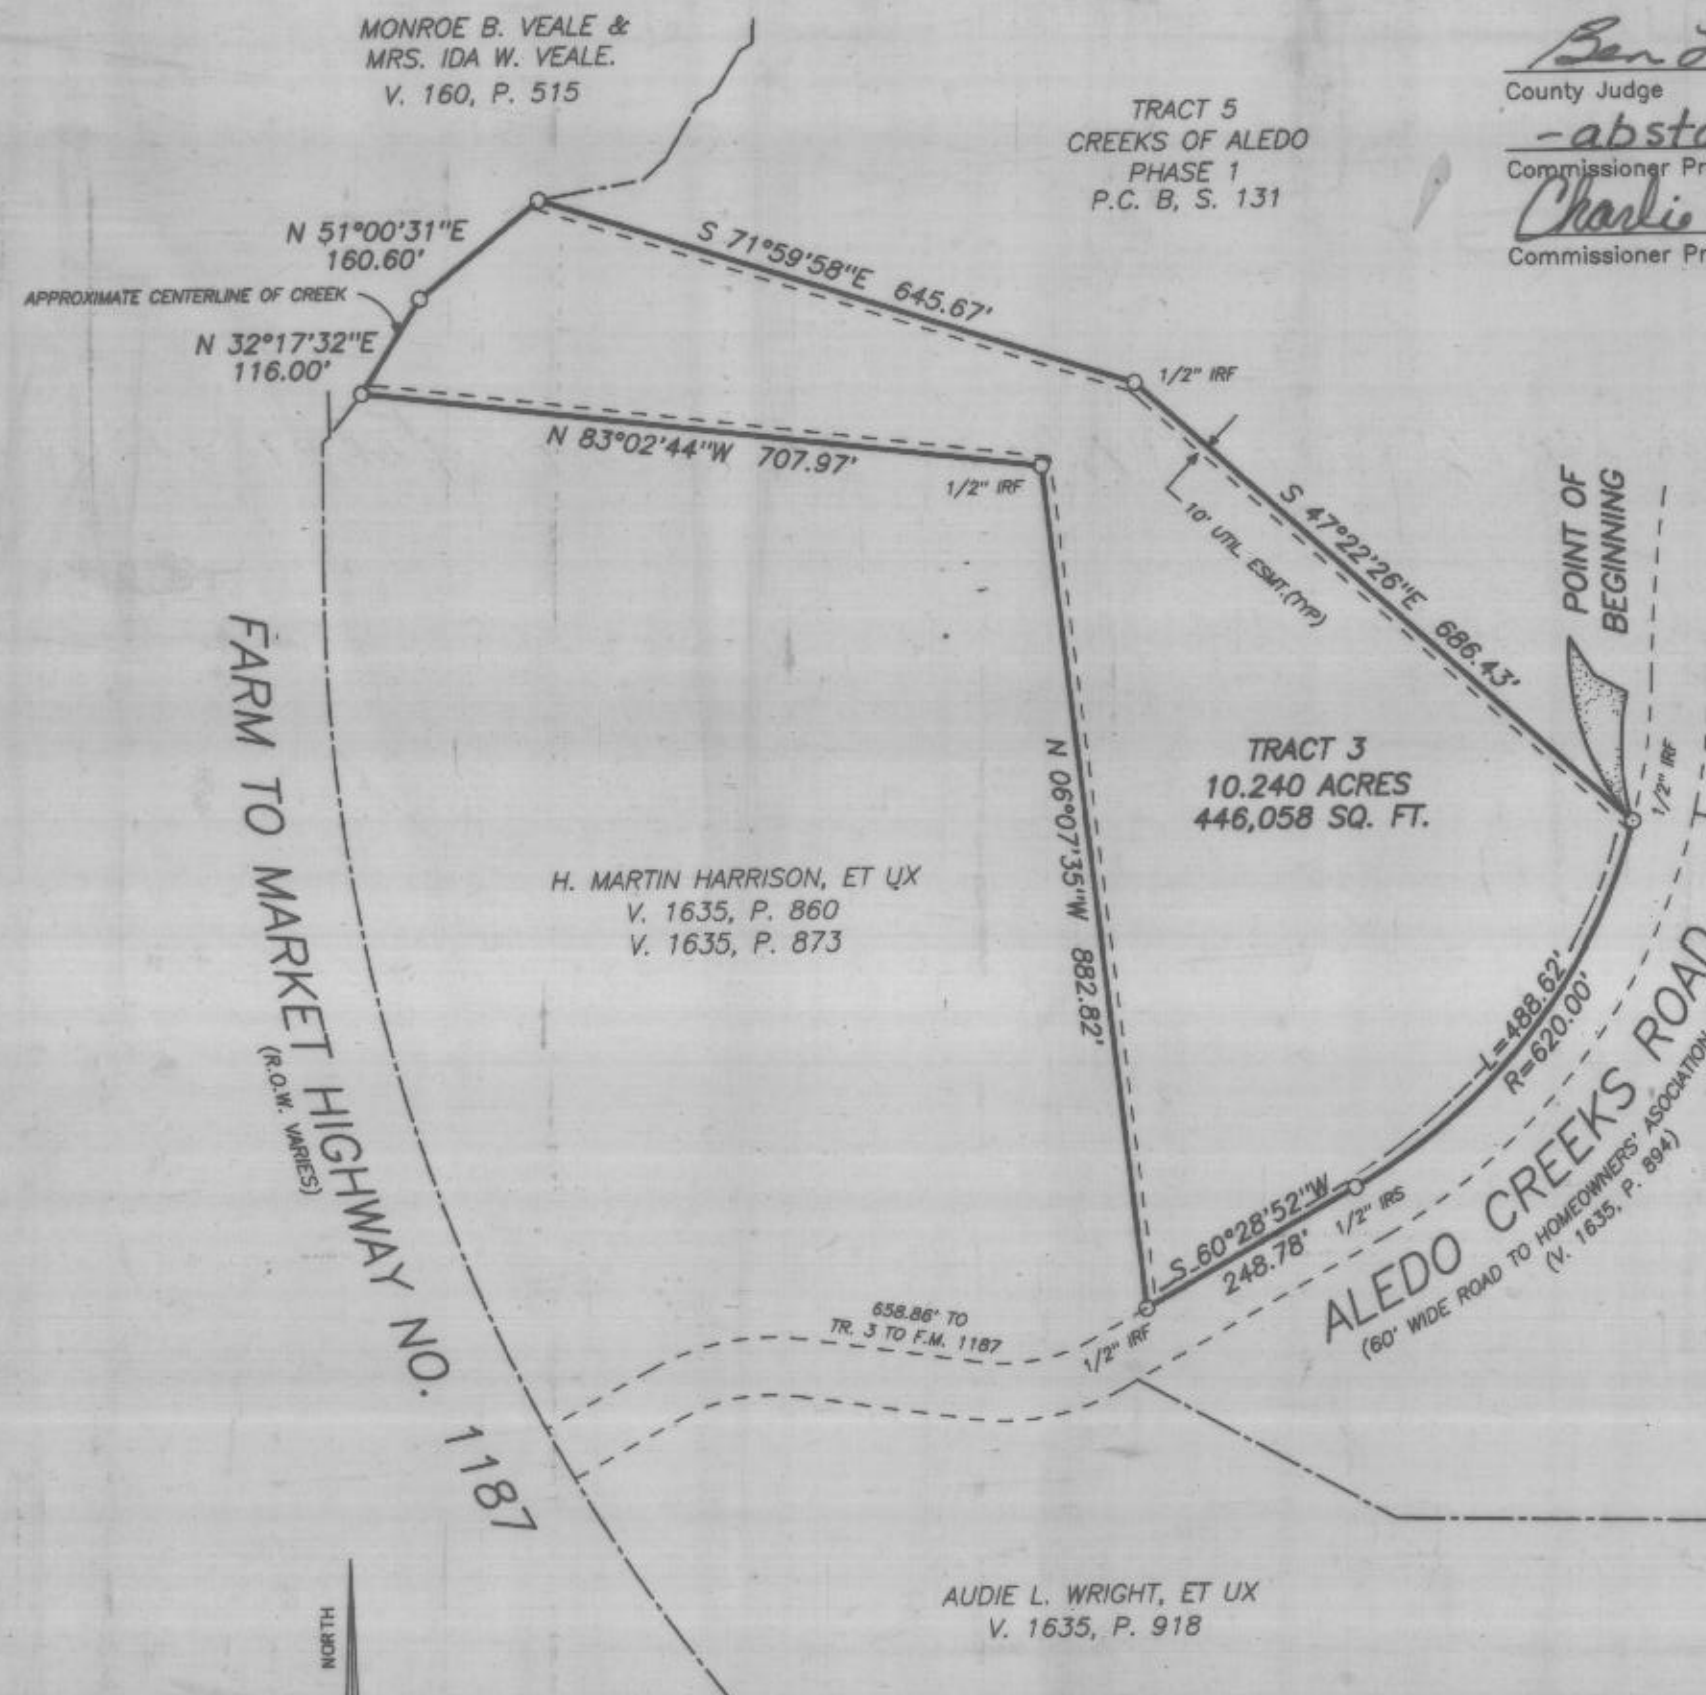 MONROE B. VEALE &
MRS. IDA W. VEALE.
V. 160, P. 515
TRACT 5
CREEKS OF ALEDO
PHASE 1
P.C. B, S. 131
Ben
County Judge
Commissioner
Charlie
Commissioner
N 51°00'31"E
160.60'
APPROXIMATE CENTERLINE OF CREEK
N 32°17'32"E
116.00'
S 71°59'58"E 645.67'
1/2" IRF
N 83°02'44"W 707.97'
1/2" IRF
10' UTIL ESMT.(TYP)
S 47°22'26"E 686.43'
POINT OF
BEGINNING
1/2" IRF
TRACT 3
10.240 ACRES
446,058 SQ. FT.
N 06°07'35"W 882.82'
H. MARTIN HARRISON, ET UX
V. 1635, P. 860
V. 1635, P. 873
FARM TO MARKET HIGHWAY NO. 1187
(R.O.W. VARIES)
L=488.62'
R=620.00'
S 60°28'52"W
248.78'
1/2" IRS
ALEDO CREEKS ROAD
(60' WIDE ROAD TO HOMEOWNERS' ASOCIATION
(V. 1635, P. 894)
658.86' TO
TR. 3 TO F.M. 1187
1/2" IRF
AUDIE L. WRIGHT, ET UX
V. 1635, P. 918
NORTH